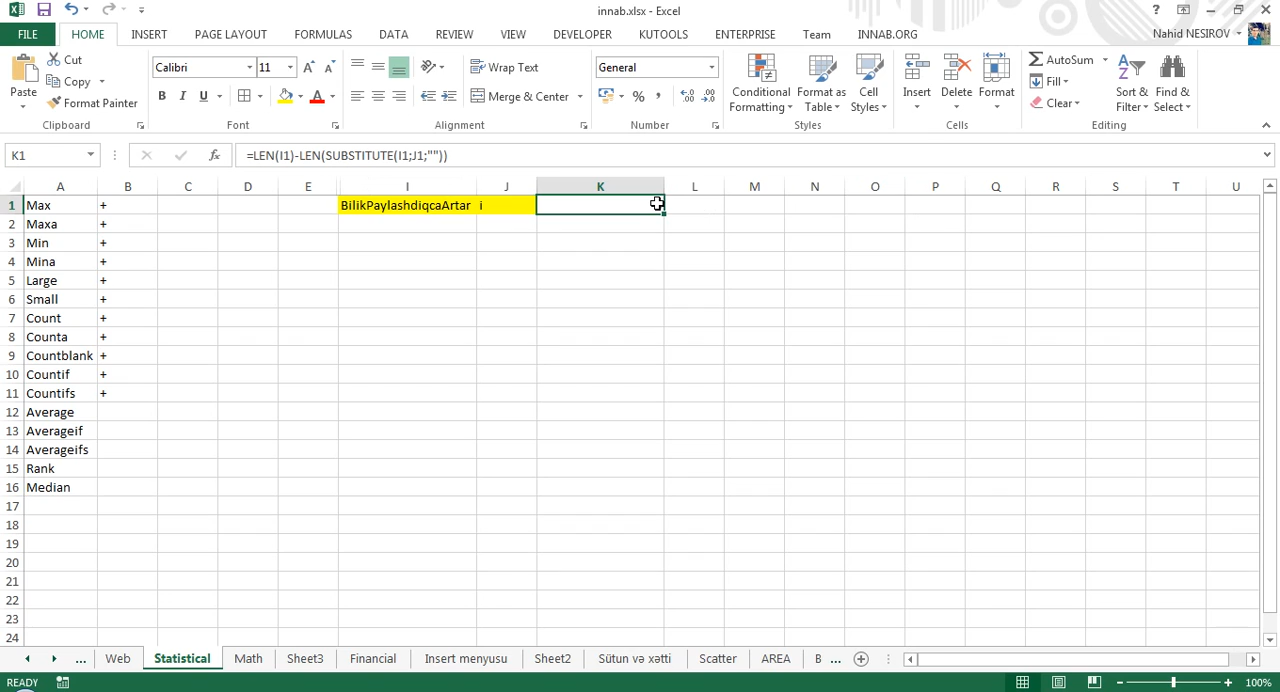 innab.xlsx - Excel
FILE HOME INSERT PAGE LAYOUT FORMULAS DATA REVIEW VIEW DEVELOPER KUTOOLS ENTERPRISE Team INNAB.ORG Nahid NESIROV
Paste Cut Copy Format Painter
Calibri 11 B I U A A A
Wrap Text Merge & Center
General % ,
Conditional Formatting Format as Table Cell Styles
Insert Delete Format
AutoSum Fill Clear Sort & Filter Find & Select
Clipboard Font Alignment Number Styles Cells Editing
K1 fx =LEN(I1)-LEN(SUBSTITUTE(I1;J1;""))
A B C D E I J K L M N O P Q R S T U
1 Max + BilikPaylashdiqcaArtar i
2 Maxa +
3 Min +
4 Mina +
5 Large +
6 Small +
7 Count +
8 Counta +
9 Countblank +
10 Countif +
11 Countifs +
12 Average
13 Averageif
14 Averageifs
15 Rank
16 Median
17
18
19
20
21
22
23
24
... Web Statistical Math Sheet3 Financial Insert menyusu Sheet2 Sütun və xətti Scatter AREA B ...
READY 100%